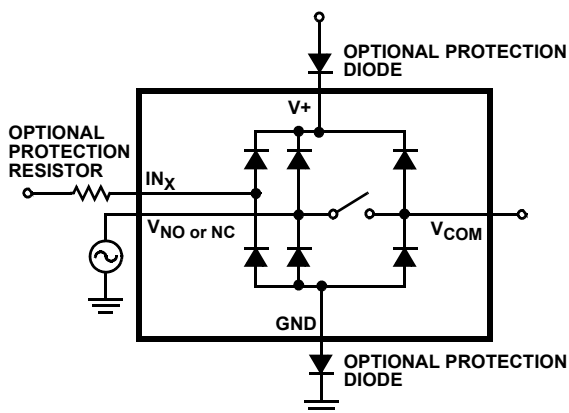 OPTIONAL PROTECTION
DIODE
V+
OPTIONAL
PROTECTION
RESISTOR
INX
VNO or NC
VCOM
GND
OPTIONAL PROTECTION
DIODE